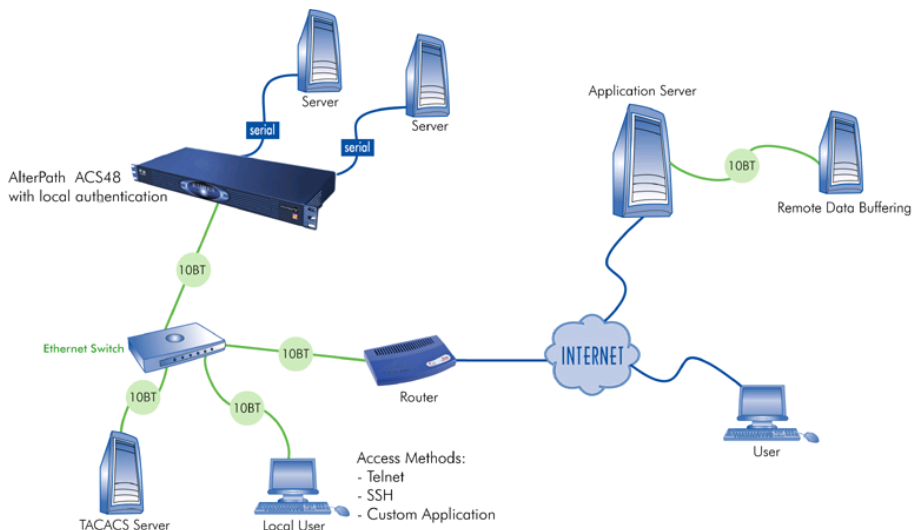 Server
Server
serial
serial
AlterPath ACS48
with local authentication
Application Server
10BT
Remote Data Buffering
10BT
Ethernet Switch
10BT
Router
INTERNET
10BT
10BT
User
TACACS Server
Local User
Access Methods:
- Telnet
- SSH
- Custom Application